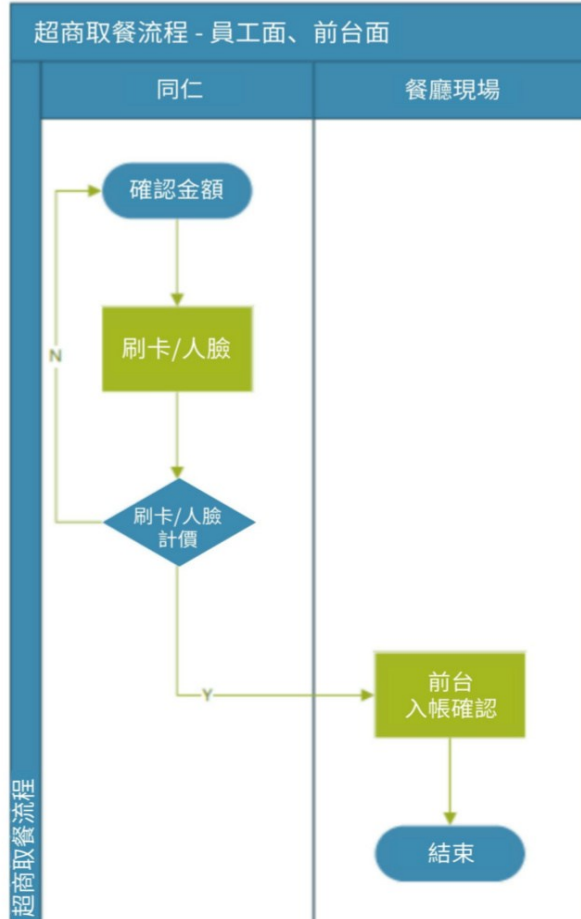 超商取餐流程 - 員工面、前台面
同仁
餐廳現場
確認金額
刷卡/人臉
N
刷卡/人臉
計價
Y
前台
入帳確認
結束
超商取餐流程